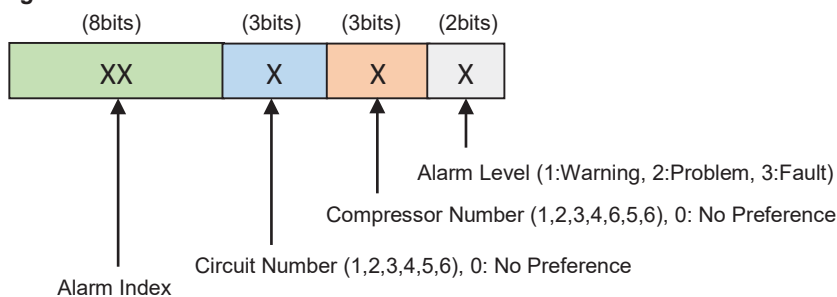 (8bits) (3bits) (3bits) (2bits)
XX X X X
Alarm Level (1:Warning, 2:Problem, 3:Fault)
Compressor Number (1,2,3,4,6,5,6), 0: No Preference
Circuit Number (1,2,3,4,5,6), 0: No Preference
Alarm Index